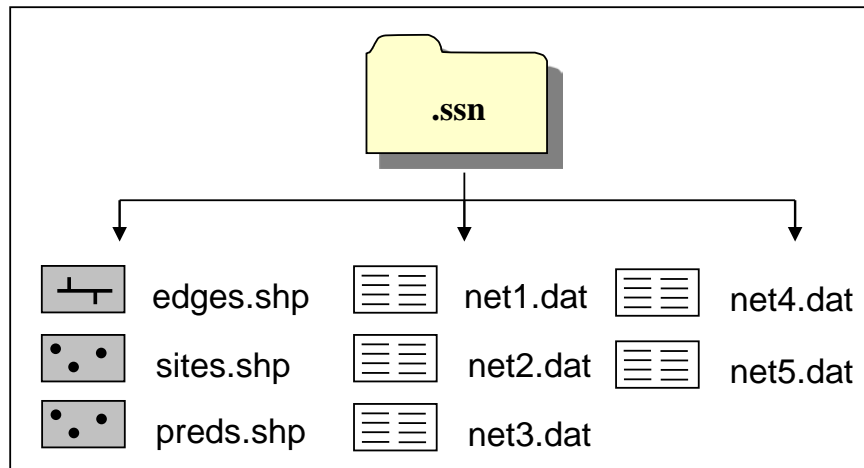 .ssn
edges.shp
net1.dat
net4.dat
sites.shp
net2.dat
net5.dat
preds.shp
net3.dat